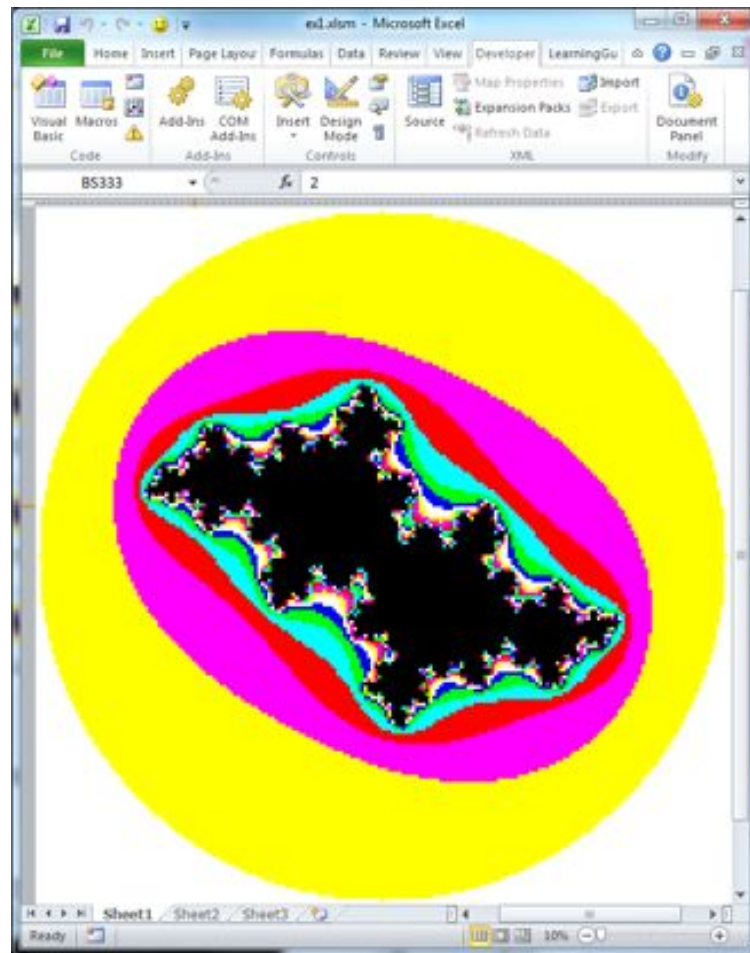 ex1.xlsm - Microsoft Excel
File Home Insert Page Layou Formulas Data Review View Developer LearningGu
Visual Basic Macros Add-Ins COM Add-Ins Insert Design Mode Source Map Properties Import
Expansion Packs Export
Refresh Data
Document Panel
Code Add-Ins Controls XML Modify
BS333 fx 2
Sheet1 Sheet2 Sheet3
Ready 10%